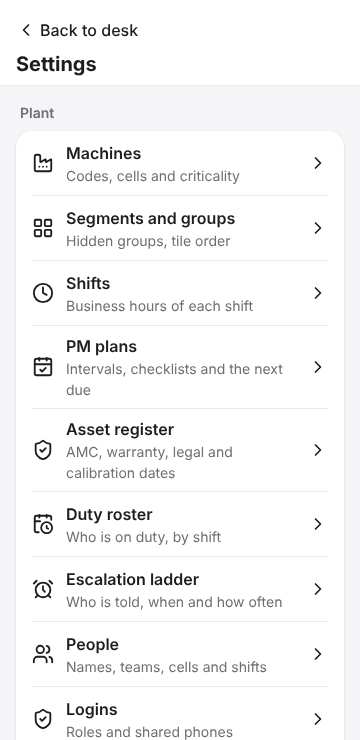 Back to desk
Settings
Plant
Machines
Codes, cells and criticality
Segments and groups
Hidden groups, tile order
Shifts
Business hours of each shift
PM plans
Intervals, checklists and the next
due
Asset register
AMC, warranty, legal and
calibration dates
Duty roster
Who is on duty, by shift
Escalation ladder
Who is told, when and how often
People
Names, teams, cells and shifts
Logins
Roles and shared phones